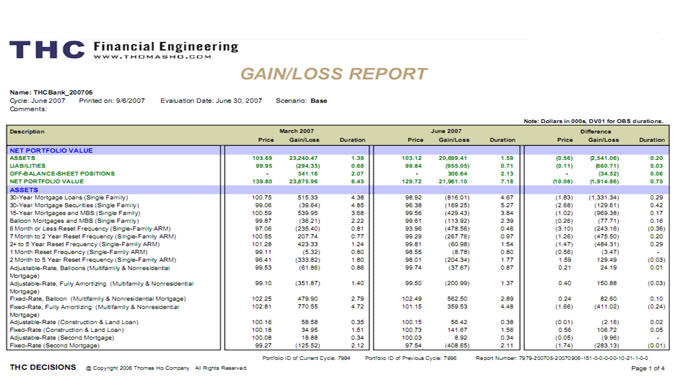 THC Financial Engineering
WWW.THOMASHO.COM
GAIN/LOSS REPORT
Name: THCBank_200706
Cycle: June 2007 Printed on: 9/6/2007 Evaluation Date: June 30, 2007 Scenario: Base
Comments:
Note: Dollars in 000s, DV01 for OBS durations.
Description March 2007 June 2007 Difference
Price Gain/Loss Duration Price Gain/Loss Duration Price Gain/Loss Duration
NET PORTFOLIO VALUE
ASSETS 103.69 23,240.47 1.39 103.12 20,699.41 1.59 (0.56) (2,541.06) 0.20
LIABILITIES 99.95 (294.33) 0.68 99.84 (955.05) 0.71 (0.11) (660.71) 0.03
OFF-BALANCE-SHEET POSITIONS - 341.16 2.07 - 306.64 2.13 - (34.52) 0.06
NET PORTFOLIO VALUE 139.80 23,875.96 6.43 129.72 21,961.10 7.18 (10.08) (1,914.86) 0.75
ASSETS
30-Year Mortgage Loans (Single Family) 100.75 515.33 4.38 98.92 (816.01) 4.67 (1.83) (1,331.34) 0.29
30-Year Mortgage Securities (Single Family) 99.06 (39.64) 4.85 96.38 (169.25) 5.27 (2.68) (129.61) 0.42
15-Year Mortgages and MBS (Single Family) 100.59 539.95 3.68 99.56 (429.43) 3.84 (1.02) (969.38) 0.17
Balloon Mortgages and MBS (Single Family) 99.87 (36.21) 2.22 99.61 (113.92) 2.39 (0.26) (77.71) 0.16
6 Month or Less Reset Frequency (Single-Family ARM) 97.06 (235.40) 0.81 93.96 (478.56) 0.46 (3.10) (243.16) (0.36)
7 Month to 2 Year Reset Frequency (Single-Family ARM) 100.55 207.74 0.77 99.29 (267.76) 0.97 (1.26) (475.50) 0.20
2+ to 5 Year Reset Frequency (Single-Family ARM) 101.28 423.33 1.24 99.81 (60.98) 1.54 (1.47) (484.31) 0.29
1 Month Reset Frequency (Single-Family ARM) 99.11 (5.32) 0.80 98.55 (8.78) 0.80 (0.56) (3.47) -
2 Month to 5 Year Reset Frequency (Single-Family ARM) 96.41 (333.82) 1.80 98.01 (204.34) 1.77 1.59 129.49 (0.03)
Adjustable-Rate, Balloons (Multifamily & Nonresidential 99.53 (61.86) 0.86 99.74 (37.67) 0.87 0.21 24.19 0.01
Mortgage)
Adjustable-Rate, Fully Amortizing (Multifamily & Nonresidential 99.10 (351.87) 1.40 99.50 (200.99) 1.37 0.40 150.88 (0.03)
Mortgage)
Fixed-Rate, Balloon (Multifamily & Nonresidential Mortgage) 102.25 479.90 2.79 102.49 562.50 2.89 0.24 82.60 0.10
Fixed-Rate, Fully Amortizing (Multifamily & Nonresidential 102.81 770.55 4.72 101.15 359.53 4.48 (1.66) (411.02) (0.24)
Mortgage)
Adjustable-Rate (Construction & Land Loan) 100.16 58.58 0.35 100.15 56.42 0.38 (0.01) (2.16) 0.02
Fixed-Rate (Construction & Land Loan) 100.18 34.95 1.51 100.73 141.67 1.56 0.56 106.72 0.05
Adjustable-Rate (Second Mortgage) 100.08 18.88 0.34 100.03 8.92 0.34 (0.05) (9.96) -
Fixed-Rate (Second Mortgage) 99.27 (125.52) 2.12 97.54 (408.65) 2.11 (1.74) (283.13) (0.01)
Portfolio ID of Current Cycle: 7994 Portfolio ID of Previous Cycle: 7996 Report Number: 7979-200706-20070906-151-0-0-0-00-10-21-1-0-0
THC DECISIONS @ Copyright 2006 Thomas Ho Company. All Rights Reserved. Page 1 of 4